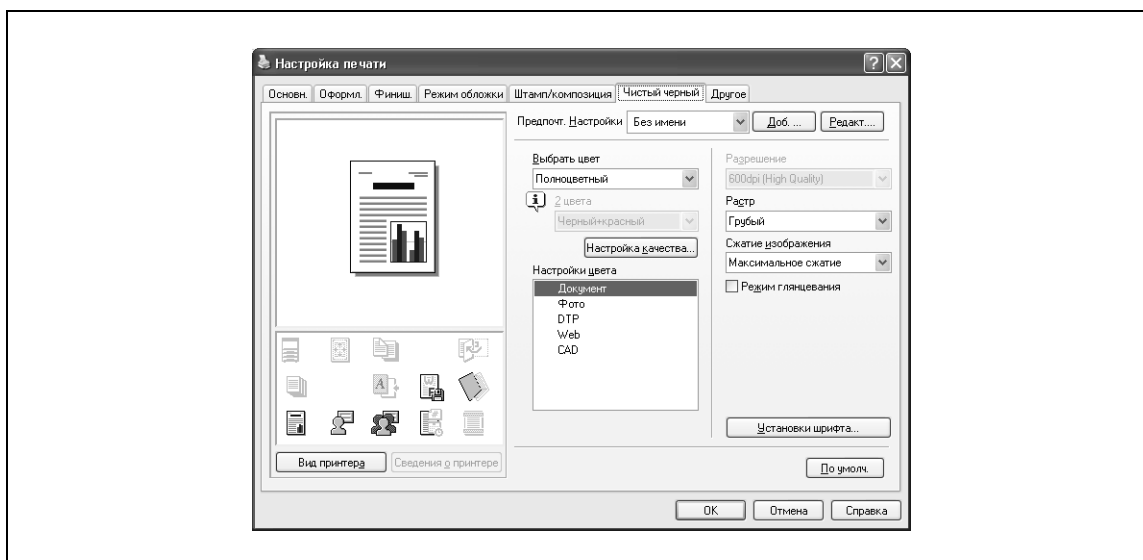 Настройка печати
Основн. Оформл. Финиш. Режим обложки Штамп/композиция Чистый черный Другое
Предпочт. Настройки Без имени Доб. ... Редакт....
Выбрать цвет
Полноцветный
2 цвета
Черный+красный
Настройка качества...
Настройки цвета
Документ
Фото
DTP
Web
CAD
Разрешение
600dpi (High Quality)
Растр
Грубый
Сжатие изображения
Максимальное сжатие
Режим глянцевания
Установки шрифта...
Вид принтера Сведения о принтере
По умолч.
OK Отмена Справка